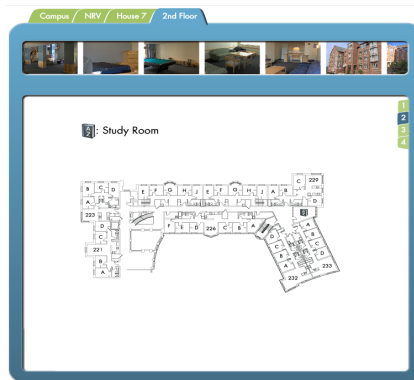 Campus / NRV / House 7 / 2nd Floor
1
2
3
4
A-Z : Study Room
E F G H J E F G H J A B C 229
B C D
A
223
D
D
C
F E D 226 C B A
A
B
C
D
221
B
A
D
C
B
A
232 233